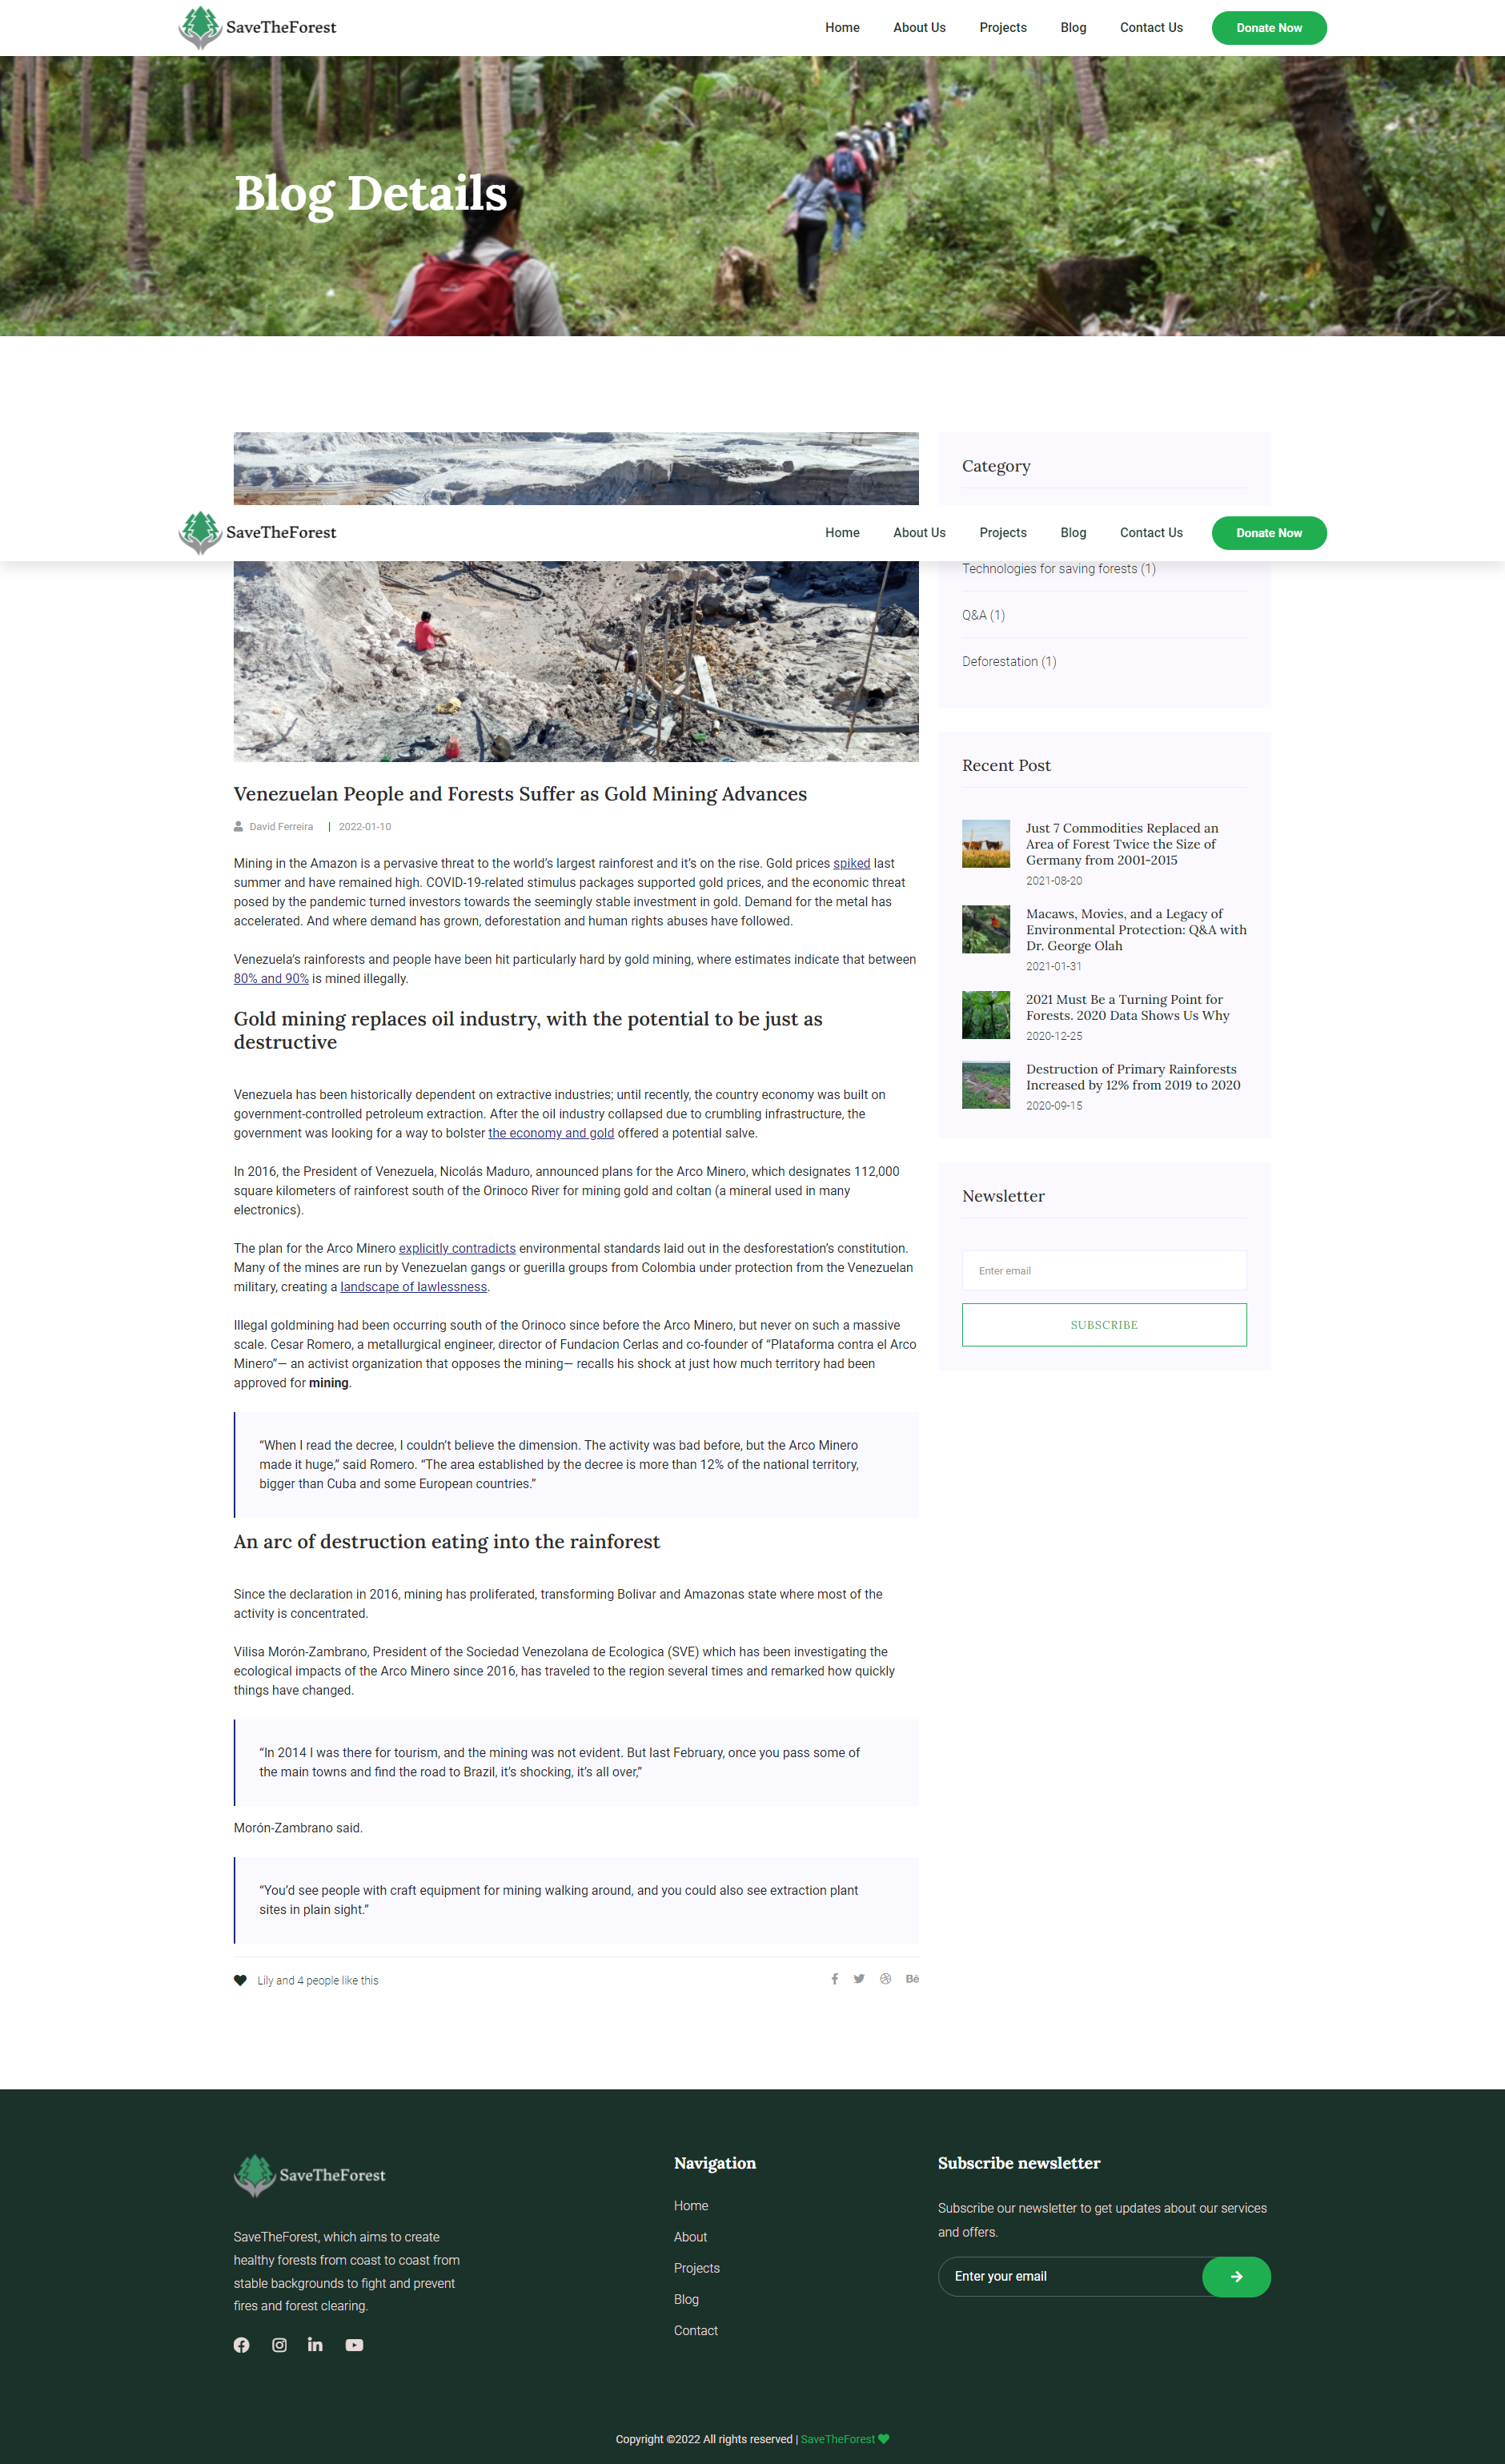 SaveTheForest
Home
About Us
Projects
Blog
Contact Us
Donate Now
Blog Details
Category
SaveTheForest
Home
About Us
Projects
Blog
Contact Us
Donate Now
Technologies for saving forests (1)
Q&A (1)
Deforestation (1)
Venezuelan People and Forests Suffer as Gold Mining Advances
David Ferreira | 2022-01-10
Mining in the Amazon is a pervasive threat to the world’s largest rainforest and it’s on the rise. Gold prices spiked last
summer and have remained high. COVID-19-related stimulus packages supported gold prices, and the economic threat
posed by the pandemic turned investors towards the seemingly stable investment in gold. Demand for the metal has
accelerated. And where demand has grown, deforestation and human rights abuses have followed.
Venezuela’s rainforests and people have been hit particularly hard by gold mining, where estimates indicate that between
80% and 90% is mined illegally.
Gold mining replaces oil industry, with the potential to be just as
destructive
Venezuela has been historically dependent on extractive industries; until recently, the country economy was built on
government-controlled petroleum extraction. After the oil industry collapsed due to crumbling infrastructure, the
government was looking for a way to bolster the economy and gold offered a potential salve.
In 2016, the President of Venezuela, Nicolás Maduro, announced plans for the Arco Minero, which designates 112,000
square kilometers of rainforest south of the Orinoco River for mining gold and coltan (a mineral used in many
electronics).
The plan for the Arco Minero explicitly contradicts environmental standards laid out in the desforestation’s constitution.
Many of the mines are run by Venezuelan gangs or guerilla groups from Colombia under protection from the Venezuelan
military, creating a landscape of lawlessness.
Illegal goldmining had been occurring south of the Orinoco since before the Arco Minero, but never on such a massive
scale. Cesar Romero, a metallurgical engineer, director of Fundacion Cerlas and co-founder of “Plataforma contra el Arco
Minero”— an activist organization that opposes the mining— recalls his shock at just how much territory had been
approved for mining.
“When I read the decree, I couldn’t believe the dimension. The activity was bad before, but the Arco Minero
made it huge,” said Romero. “The area established by the decree is more than 12% of the national territory,
bigger than Cuba and some European countries.”
An arc of destruction eating into the rainforest
Since the declaration in 2016, mining has proliferated, transforming Bolivar and Amazonas state where most of the
activity is concentrated.
Vilisa Morón-Zambrano, President of the Sociedad Venezolana de Ecologica (SVE) which has been investigating the
ecological impacts of the Arco Minero since 2016, has traveled to the region several times and remarked how quickly
things have changed.
“In 2014 I was there for tourism, and the mining was not evident. But last February, once you pass some of
the main towns and find the road to Brazil, it’s shocking, it’s all over,”
Morón-Zambrano said.
“You’d see people with craft equipment for mining walking around, and you could also see extraction plant
sites in plain sight.”
Lily and 4 people like this
Bē
Recent Post
Just 7 Commodities Replaced an
Area of Forest Twice the Size of
Germany from 2001-2015
2021-08-20
Macaws, Movies, and a Legacy of
Environmental Protection: Q&A with
Dr. George Olah
2021-01-31
2021 Must Be a Turning Point for
Forests. 2020 Data Shows Us Why
2020-12-25
Destruction of Primary Rainforests
Increased by 12% from 2019 to 2020
2020-09-15
Newsletter
Enter email
SUBSCRIBE
SaveTheForest
SaveTheForest, which aims to create
healthy forests from coast to coast from
stable backgrounds to fight and prevent
fires and forest clearing.
Navigation
Home
About
Projects
Blog
Contact
Subscribe newsletter
Subscribe our newsletter to get updates about our services
and offers.
Enter your email
Copyright ©2022 All rights reserved | SaveTheForest